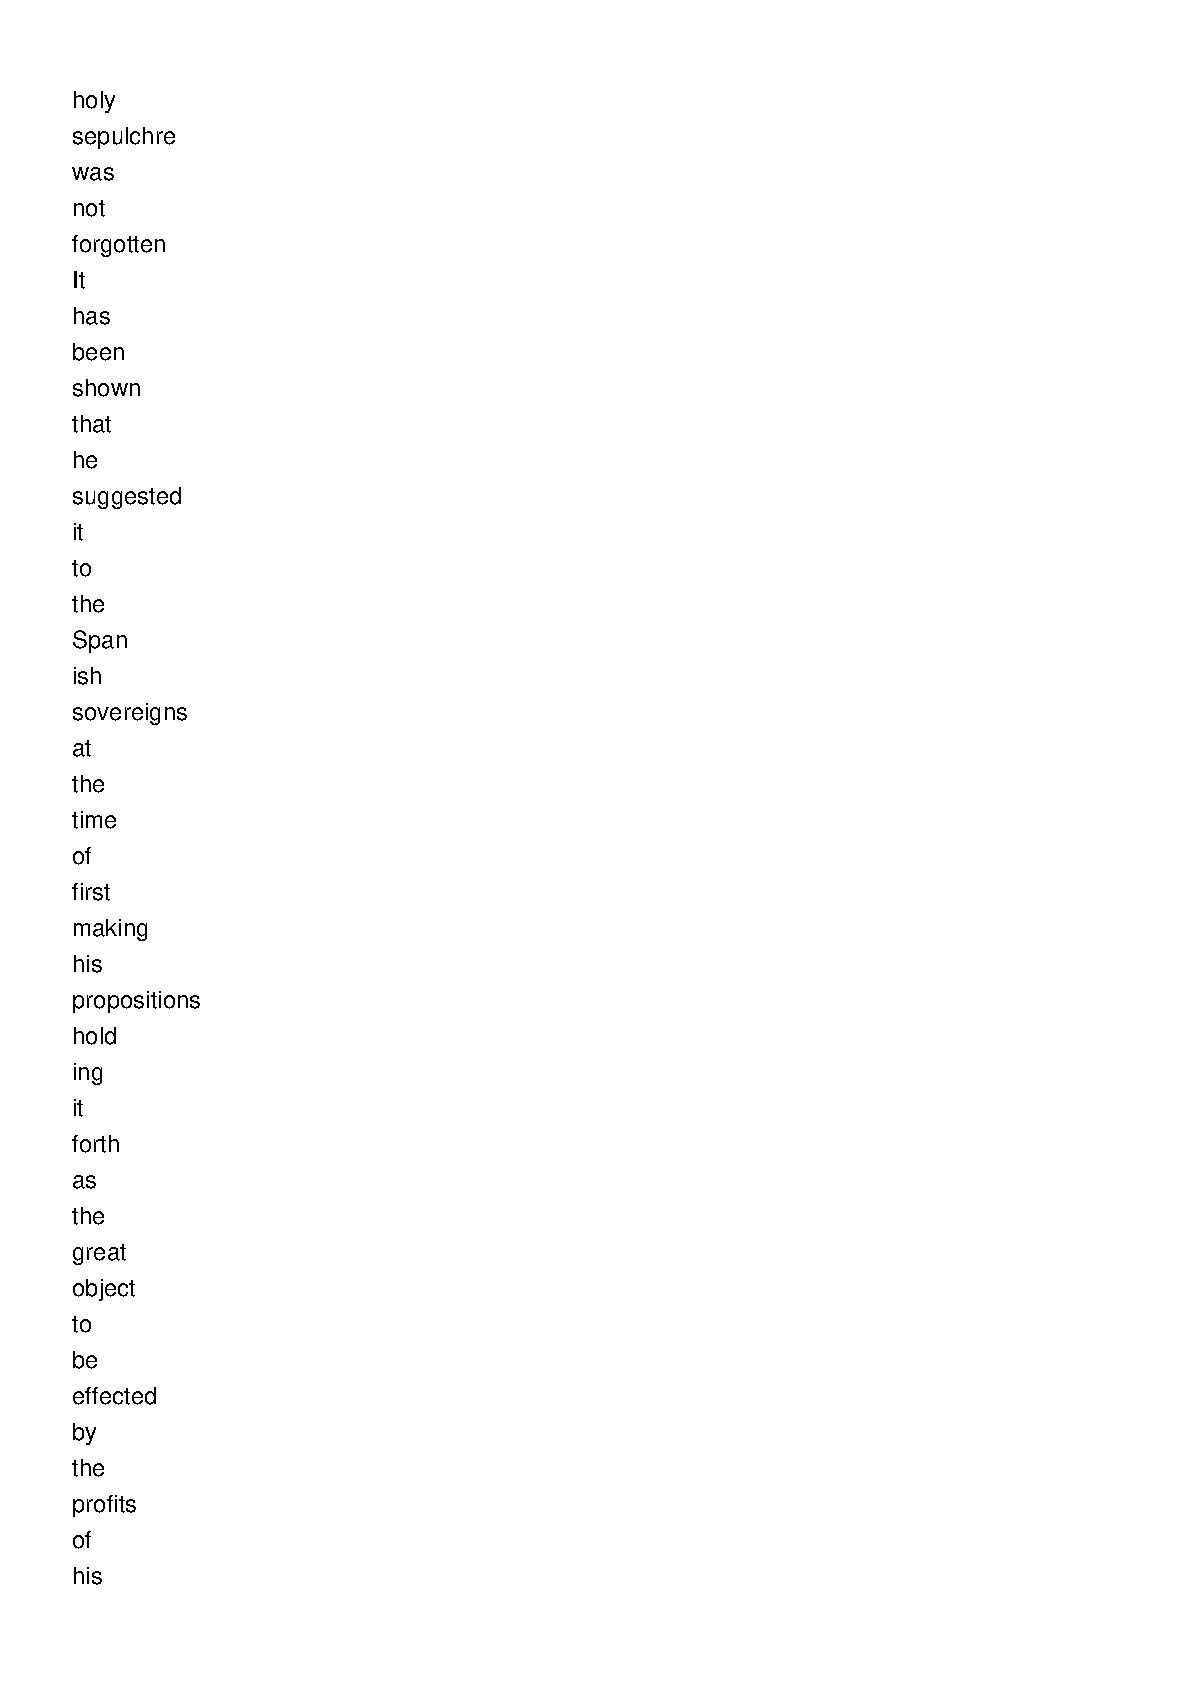 holy
sepulchre
was
not
forgotten
It
has
been
shown
that
he
suggested
it
to
the
Span
ish
sovereigns
at
the
time
of
first
making
his
propositions
hold
ing
it
forth
as
the
great
object
to
be
effected
by
the
profits
of
his